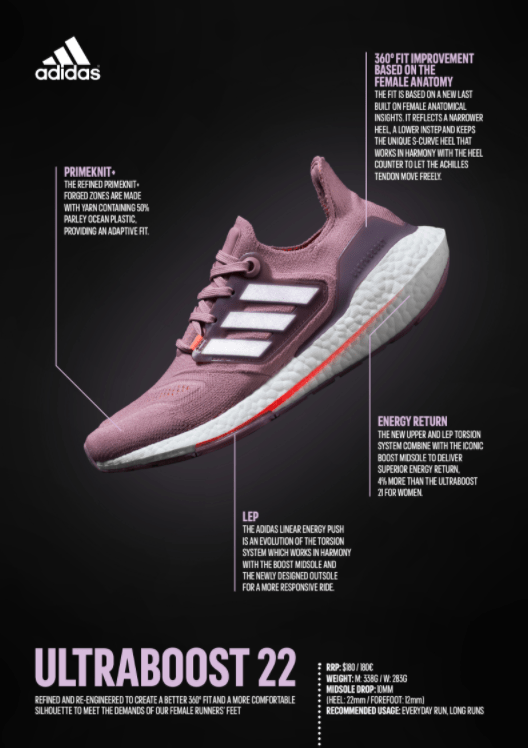 adidas
360° FIT IMPROVEMENT
BASED ON THE
FEMALE ANATOMY
THE FIT IS BASED ON A NEW LAST
BUILT ON FEMALE ANATOMICAL
INSIGHTS. IT REFLECTS A NARROWER
HEEL, A LOWER INSTEP AND KEEPS
THE UNIQUE S-CURVE HEEL THAT
WORKS IN HARMONY WITH THE HEEL
COUNTER TO LET THE ACHILLES
TENDON MOVE FREELY.
PRIMEKNIT+
THE REFINED PRIMEKNIT+
FORGED ZONES ARE MADE
WITH YARN CONTAINING 50%
PARLEY OCEAN PLASTIC,
PROVIDING AN ADAPTIVE FIT.
ENERGY RETURN
THE NEW UPPER AND LEP TORSION
SYSTEM COMBINE WITH THE ICONIC
BOOST MIDSOLE TO DELIVER
SUPERIOR ENERGY RETURN,
4% MORE THAN THE ULTRABOOST
21 FOR WOMEN.
LEP
THE ADIDAS LINEAR ENERGY PUSH
IS AN EVOLUTION OF THE TORSION
SYSTEM WHICH WORKS IN HARMONY
WITH THE BOOST MIDSOLE AND
THE NEWLY DESIGNED OUTSOLE
FOR A MORE RESPONSIVE RIDE.
ULTRABOOST 22
REFINED AND RE-ENGINEERED TO CREATE A BETTER 360° FIT AND A MORE COMFORTABLE
SILHOUETTE TO MEET THE DEMANDS OF OUR FEMALE RUNNERS' FEET
RRP: $180 / 180€
WEIGHT: M: 338G / W: 283G
MIDSOLE DROP: 10MM
(HEEL: 22mm / FOREFOOT: 12mm)
RECOMMENDED USAGE: EVERYDAY RUN, LONG RUNS